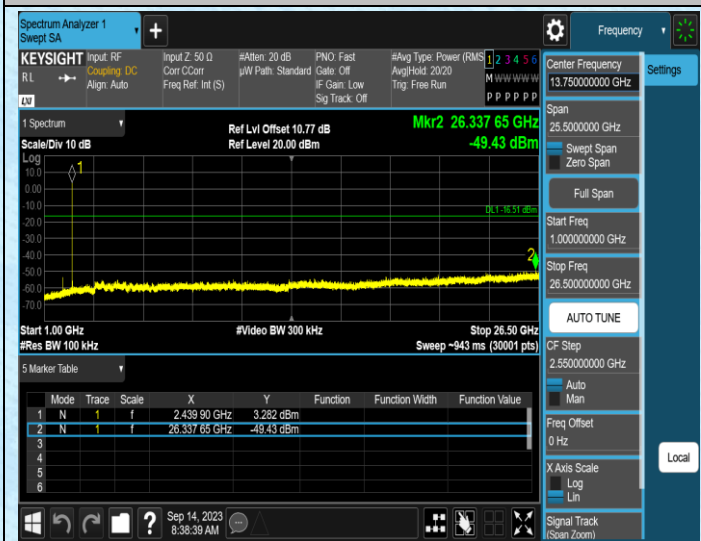 Spectrum Analyzer 1
Swept SA
+
Frequency
KEYSIGHT
RL
LXI
Input: RF
Coupling: DC
Align: Auto
Input Z: 50 Ω
Corr CCorr
Freq Ref: Int (S)
#Atten: 20 dB
µW Path: Standard
PNO: Fast
Gate: Off
IF Gain: Low
Sig Track: Off
#Avg Type: Power (RMS
Avg|Hold: 20/20
Trig: Free Run
1 2 3 4 5 6
M W W W W W
P P P P P P
1 Spectrum
Scale/Div 10 dB
Log
Ref Lvl Offset 10.77 dB
Ref Level 20.00 dBm
Mkr2 26.337 65 GHz
-49.43 dBm
10.0
0.00
-10.0
-20.0
-30.0
-40.0
-50.0
-60.0
-70.0
1
DL1 -16.51 dBm
2
Start 1.00 GHz
#Video BW 300 kHz
Stop 26.50 GHz
#Res BW 100 kHz
Sweep ~943 ms (30001 pts)
5 Marker Table
Mode Trace Scale X Y Function Function Width Function Value
1 N 1 f 2.439 90 GHz 3.282 dBm
2 N 1 f 26.337 65 GHz -49.43 dBm
3
4
5
6
Sep 14, 2023
8:38:39 AM
?
Center Frequency
13.750000000 GHz
Settings
Span
25.5000000 GHz
Swept Span
Zero Span
Full Span
Start Freq
1.000000000 GHz
Stop Freq
26.500000000 GHz
AUTO TUNE
CF Step
2.550000000 GHz
Auto
Man
Freq Offset
0 Hz
Local
X Axis Scale
Log
Lin
Signal Track
(Span Zoom)